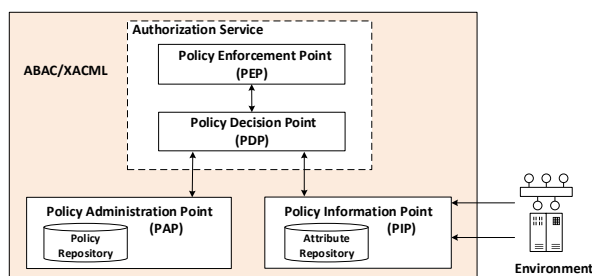 Authorization Service
Policy Enforcement Point
(PEP)
ABAC/XACML
Policy Decision Point
(PDP)
Policy Administration Point
(PAP)
Policy
Repository
Policy Information Point
(PIP)
Attribute
Repository
Environment